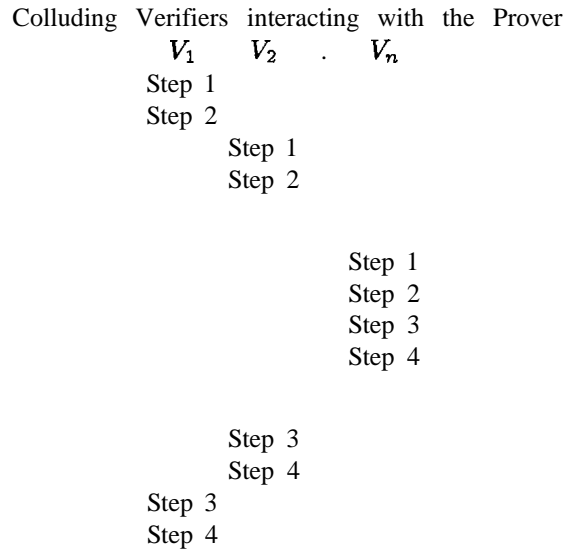 Colluding Verifiers interacting with the Prover
V₁ V₂ . Vₙ
Step 1
Step 2
Step 1
Step 2
Step 1
Step 2
Step 3
Step 4
Step 3
Step 4
Step 3
Step 4